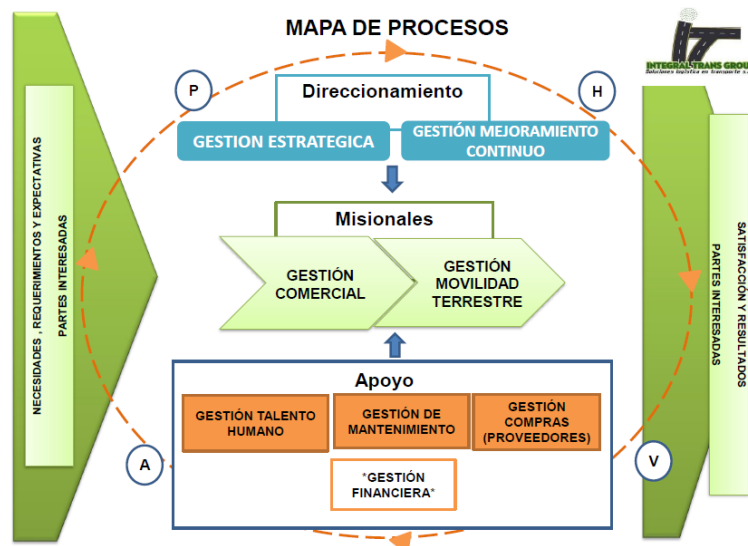 MAPA DE PROCESOS
INTEGRAL TRANS GROUP
P
H
Direccionamiento
GESTION ESTRATEGICA
GESTIÓN MEJORAMIENTO
CONTINUO
NECESIDADES , REQUERIMIENTOS Y EXPECTATIVAS
PARTES INTERESADAS
Misionales
GESTIÓN
COMERCIAL
GESTIÓN
MOVILIDAD
TERRESTRE
SATISFACCIÓN Y RESULTADOS
PARTES INTERESADAS
Apoyo
GESTIÓN TALENTO
HUMANO
GESTIÓN DE
MANTENIMIENTO
GESTIÓN
COMPRAS
(PROVEEDORES)
*GESTIÓN
FINANCIERA*
A
V